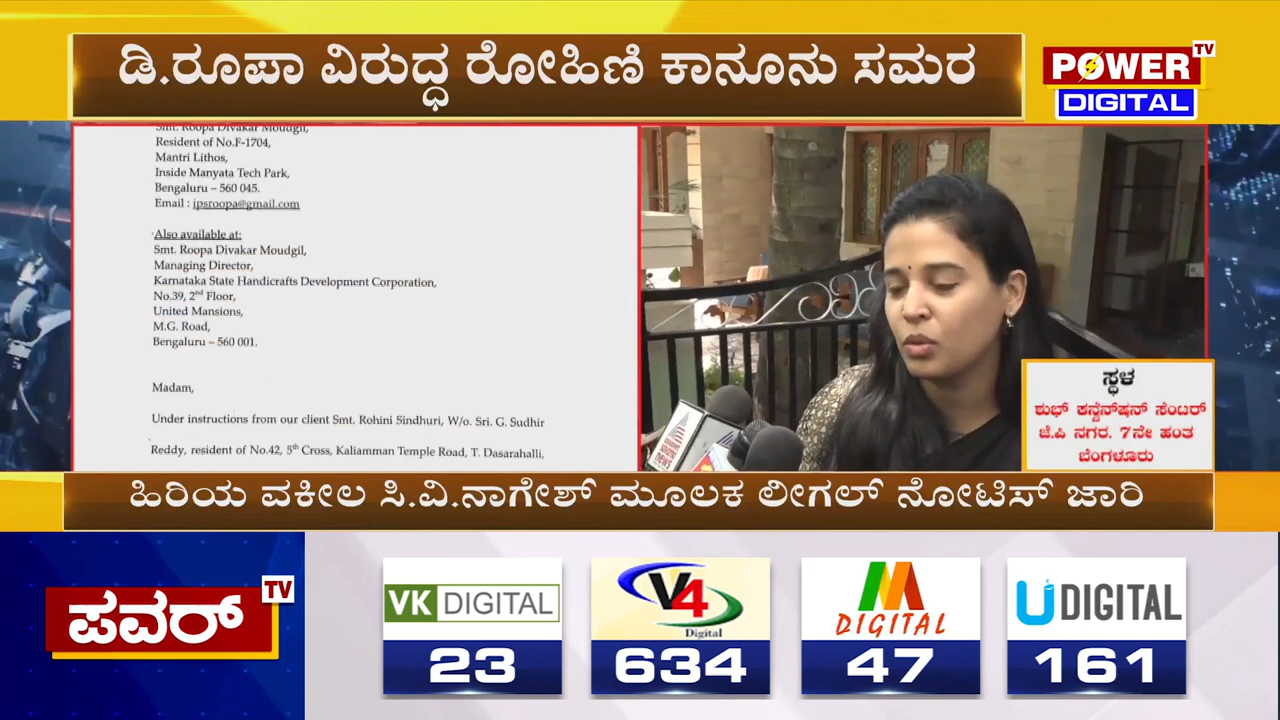 ಡಿ.ರೂಪಾ ವಿರುದ್ಧ ರೋಹಿಣಿ ಕಾನೂನು ಸಮರ
POWER TV
DIGITAL
Smt. Roopa Divakar Moudgil,
Resident of No.F-1704,
Mantri Lithos,
Inside Manyata Tech Park,
Bengaluru – 560 045.
Email : ipsroopa@gmail.com
Also available at:
Smt. Roopa Divakar Moudgil,
Managing Director,
Karnataka State Handicrafts Development Corporation,
No.39, 2nd Floor,
United Mansions,
M.G. Road,
Bengaluru – 560 001.
Madam,
Under instructions from our client Smt. Rohini Sindhuri, W/o. Sri. G. Sudhir
Reddy, resident of No.42, 5th Cross, Kaliamman Temple Road, T. Dasarahalli,
ಸ್ಥಳ
ಶುಭ್ ಕನ್ವೆನ್‌ಷನ್ ಸೆಂಟರ್
ಜೆ.ಪಿ ನಗರ. 7ನೇ ಹಂತ
ಬೆಂಗಳೂರು
ಹಿರಿಯ ವಕೀಲ ಸಿ.ವಿ.ನಾಗೇಶ್ ಮೂಲಕ ಲೀಗಲ್ ನೋಟಿಸ್ ಜಾರಿ
ಪವರ್ TV
VK DIGITAL
23
V4 Digital
634
M DIGITAL
47
U DIGITAL
161